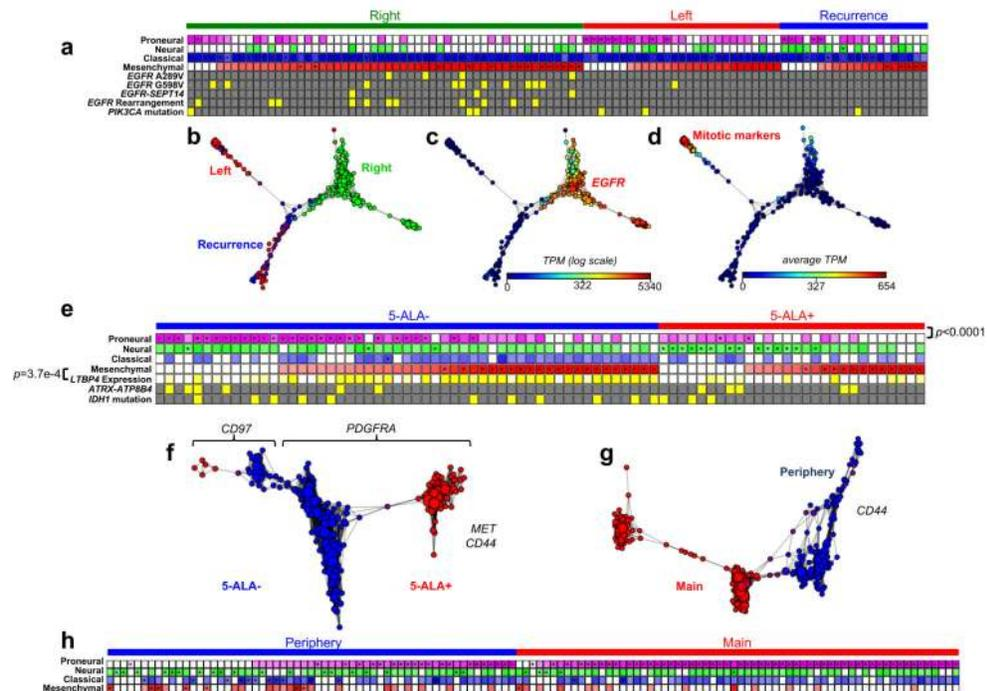 Right Left Recurrence
a
Proneural
Neural
Classical
Mesenchymal
EGFR A289V
EGFR G598V
EGFR-SEPT14
EGFR Rearrangement
PIK3CA mutation
b c d
Left
Right
Recurrence
EGFR
TPM (log scale)
0 322 5340
Mitotic markers
average TPM
0 327 654
e
5-ALA- 5-ALA+
Proneural
Neural
Classical
Mesenchymal
LTBP4 Expression
ATRX-ATP8B4
IDH1 mutation
p<0.0001
p=3.7e-4
f
CD97 PDGFRA
MET
CD44
5-ALA- 5-ALA+
g
Periphery
CD44
Main
h
Periphery Main
Proneural
Neural
Classical
Mesenchymal